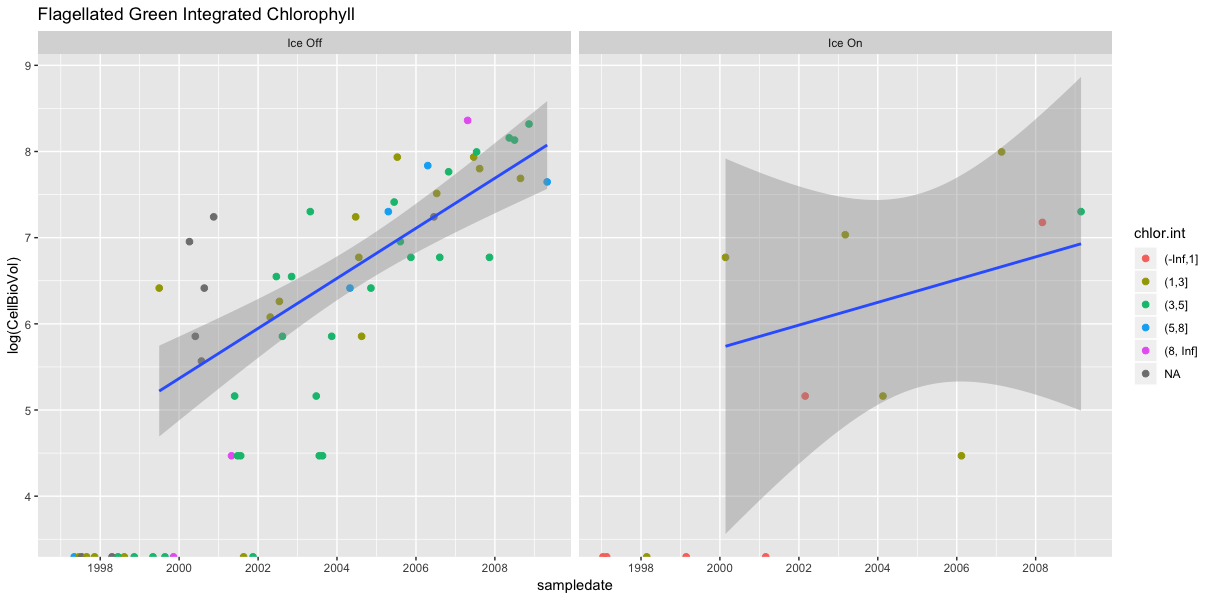 Flagellated Green Integrated Chlorophyll
Ice Off
Ice On
log(CellBioVol)
9
8
7
6
5
4
1998 2000 2002 2004 2006 2008
1998 2000 2002 2004 2006 2008
sampledate
chlor.int
(-Inf,1]
(1,3]
(3,5]
(5,8]
(8, Inf]
NA